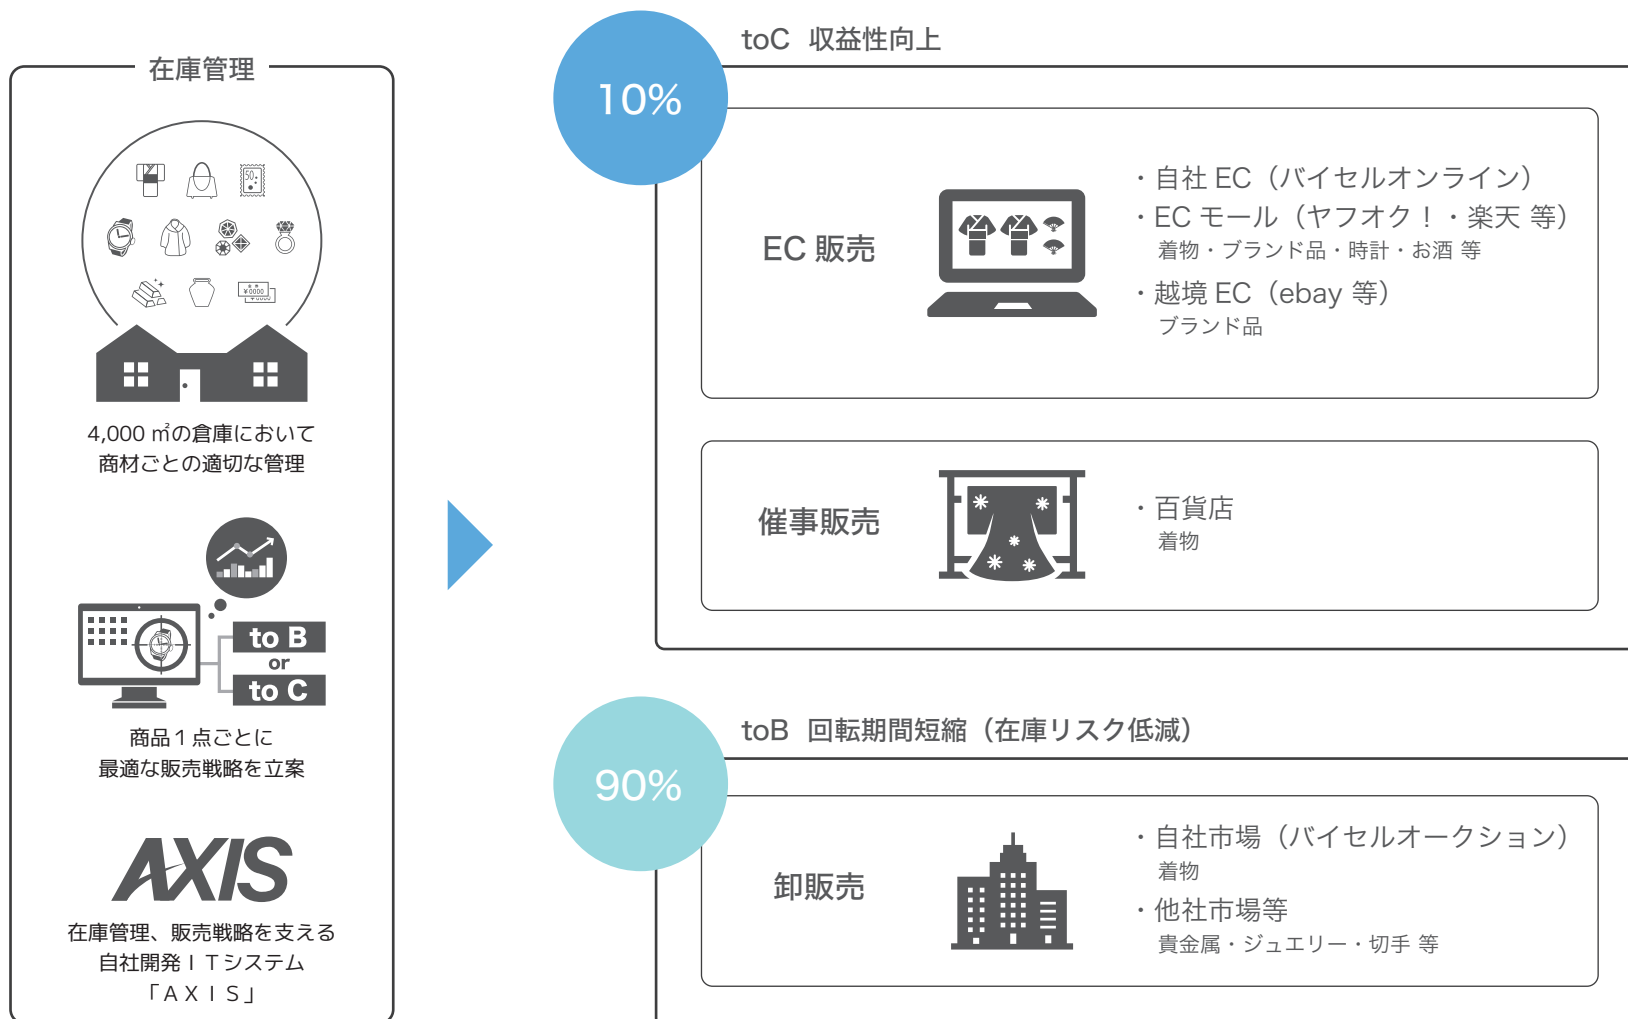 在庫管理
50
¥0000
4,000 ㎡の倉庫において
商材ごとの適切な管理
to B
or
to C
商品1点ごとに
最適な販売戦略を立案
AXIS
在庫管理、販売戦略を支える
自社開発ITシステム
「AXIS」
10%
toC 収益性向上
EC 販売
・自社 EC（バイセルオンライン）
・EC モール（ヤフオク！・楽天 等）
着物・ブランド品・時計・お酒 等
・越境 EC（ebay 等）
ブランド品
催事販売
・百貨店
着物
90%
toB 回転期間短縮（在庫リスク低減）
卸販売
・自社市場（バイセルオークション）
着物
・他社市場等
貴金属・ジュエリー・切手 等